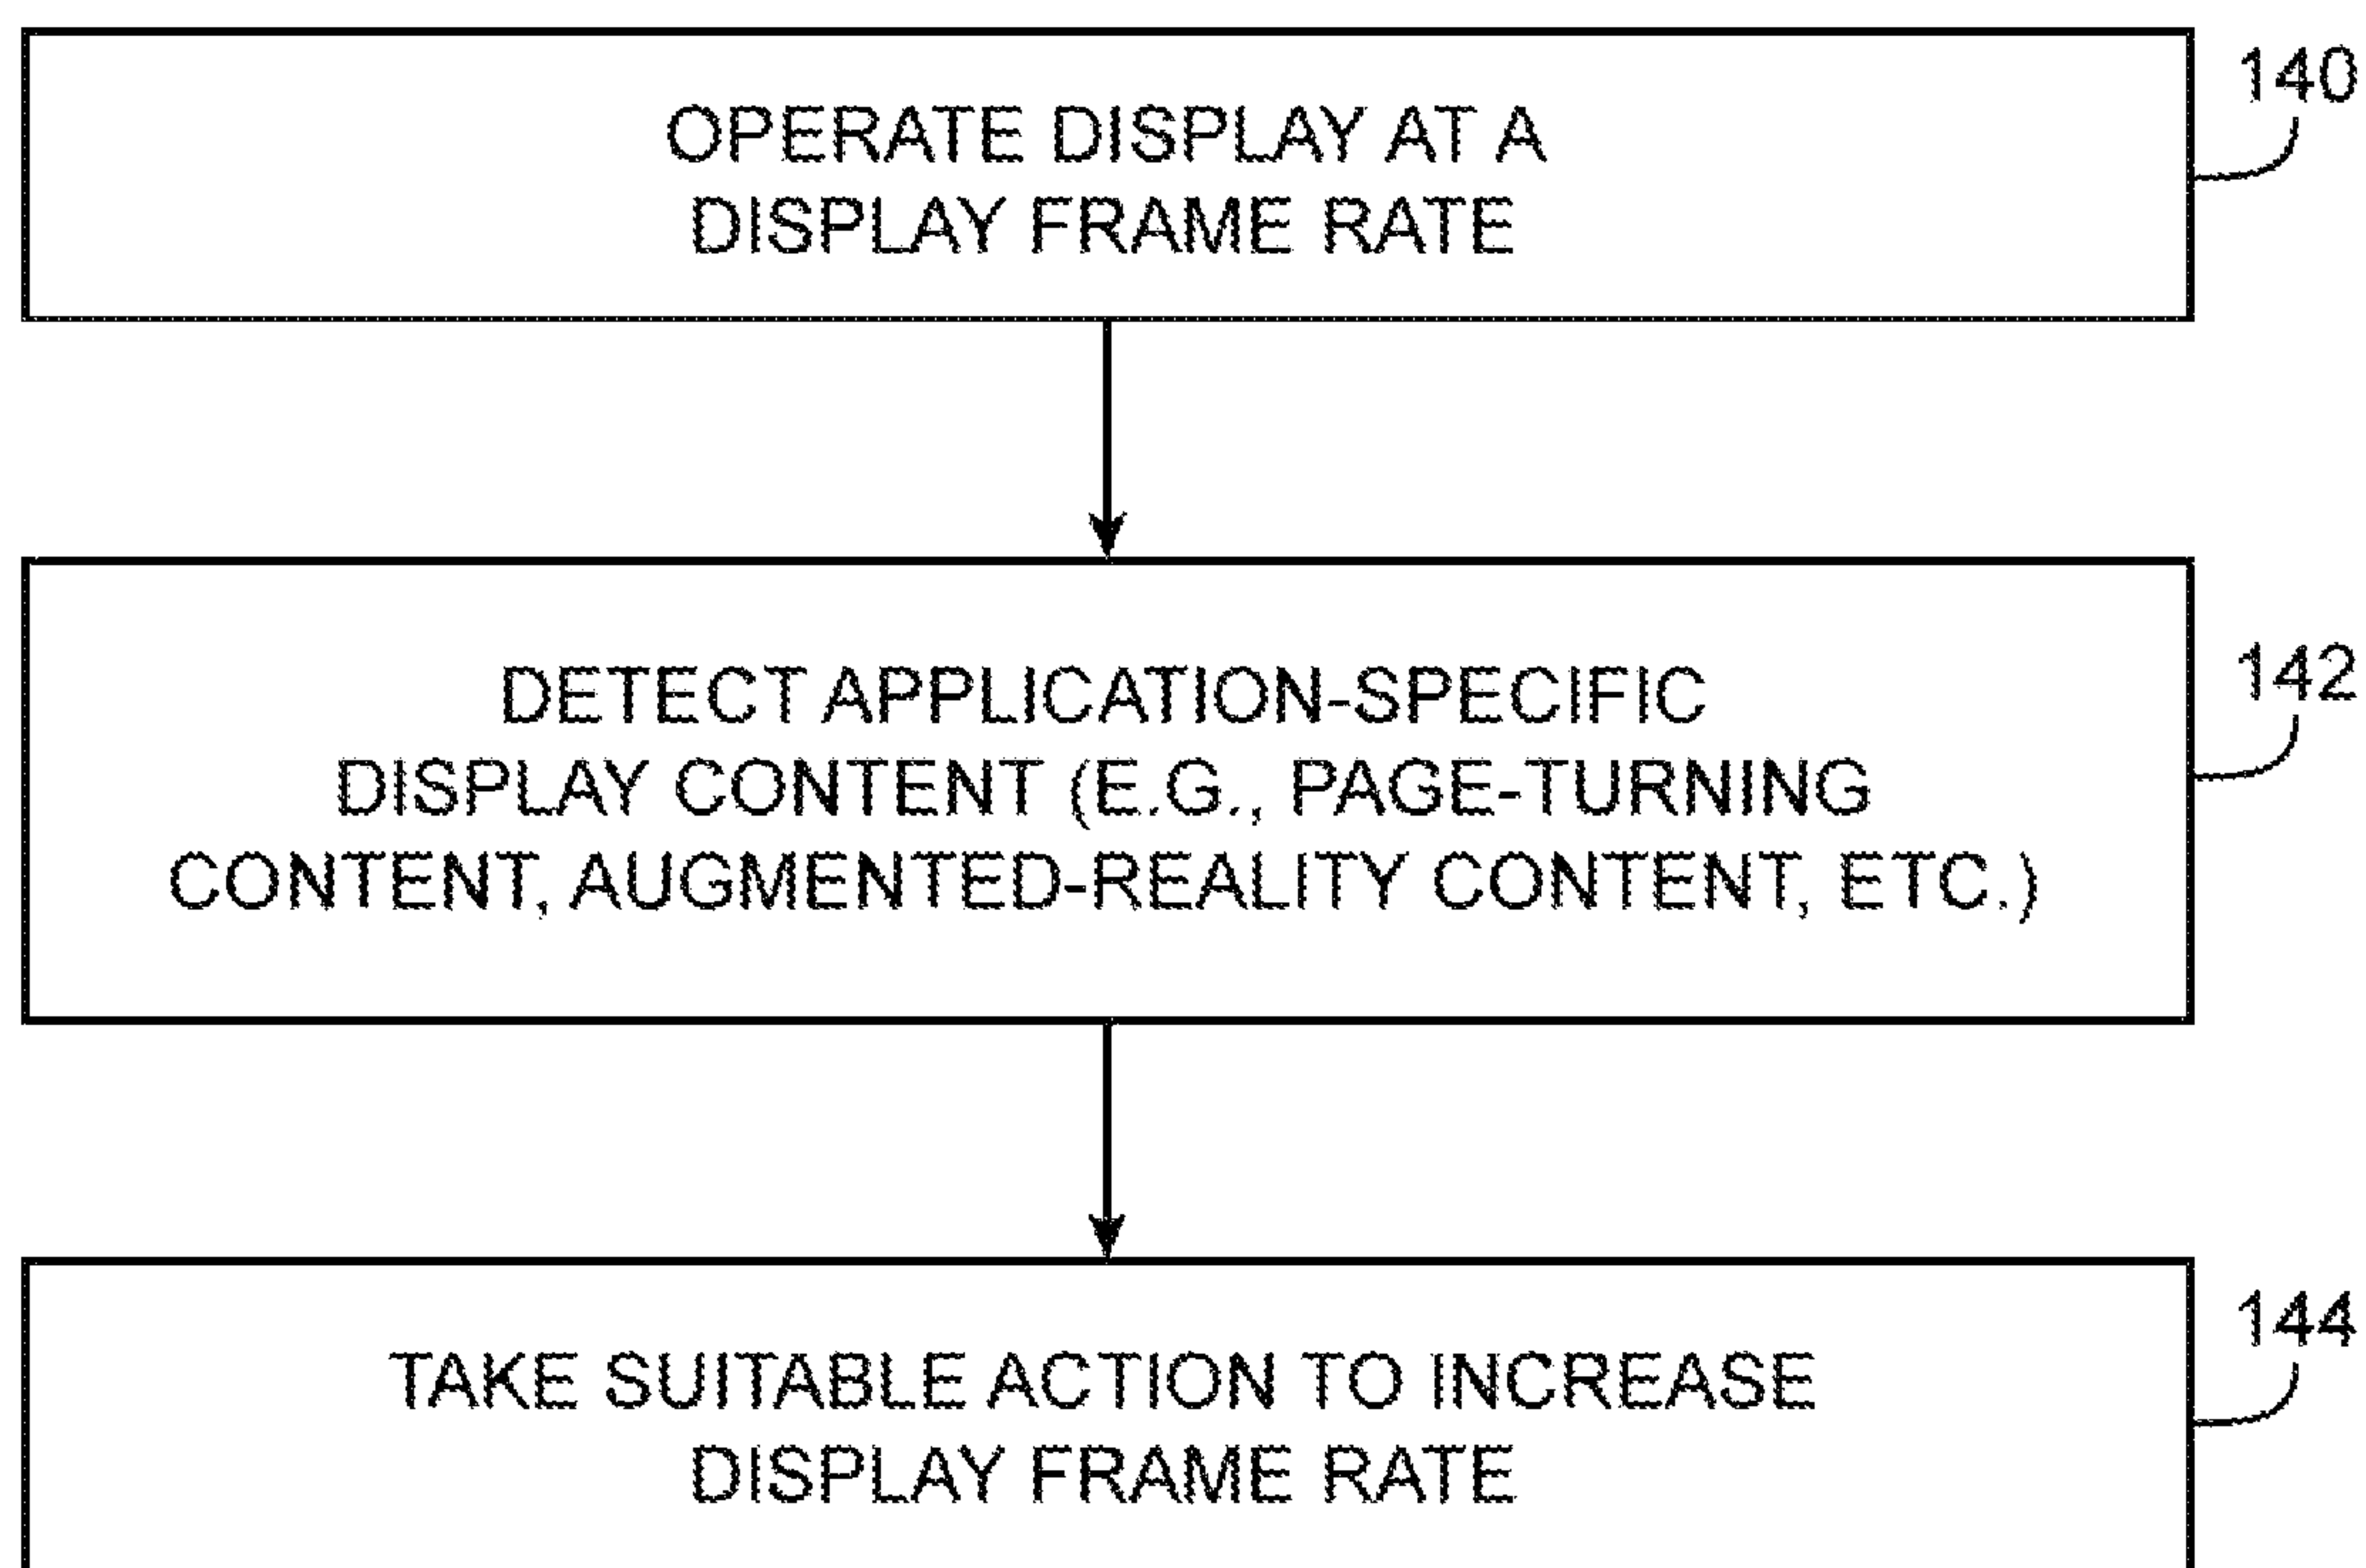 140
OPERATE DISPLAY AT A
DISPLAY FRAME RATE
142
DETECT APPLICATION-SPECIFIC
DISPLAY CONTENT (E.G., PAGE-TURNING
CONTENT, AUGMENTED-REALITY CONTENT, ETC.)
144
TAKE SUITABLE ACTION TO INCREASE
DISPLAY FRAME RATE